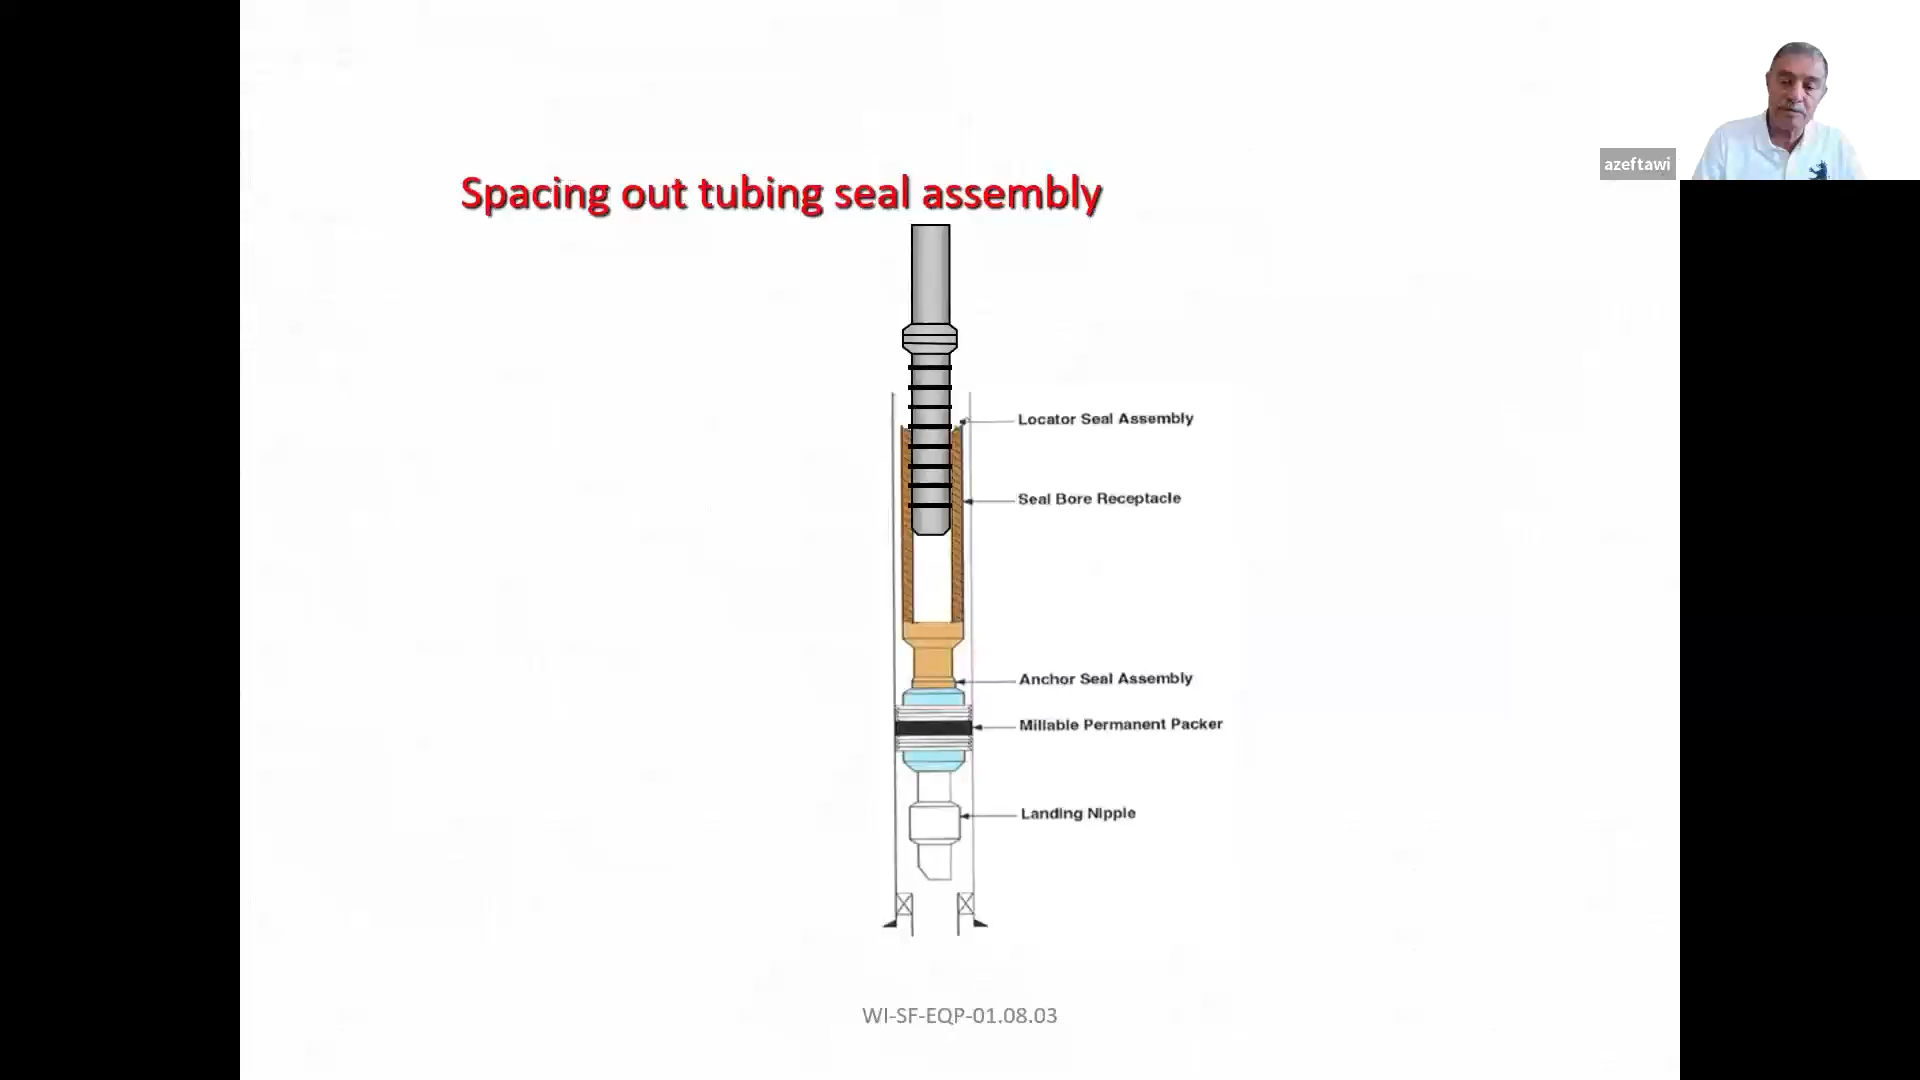 azeftawi
Spacing out tubing seal assembly
Locator Seal Assembly
Seal Bore Receptacle
Anchor Seal Assembly
Millable Permanent Packer
Landing Nipple
WI-SF-EQP-01.08.03